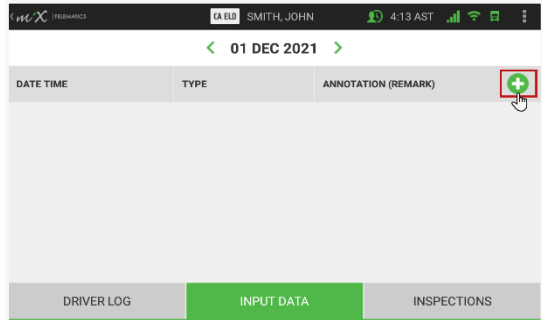 mix TELEMATICS CA ELD SMITH, JOHN 4:13 AST
01 DEC 2021
DATE TIME TYPE ANNOTATION (REMARK)
DRIVER LOG INPUT DATA INSPECTIONS